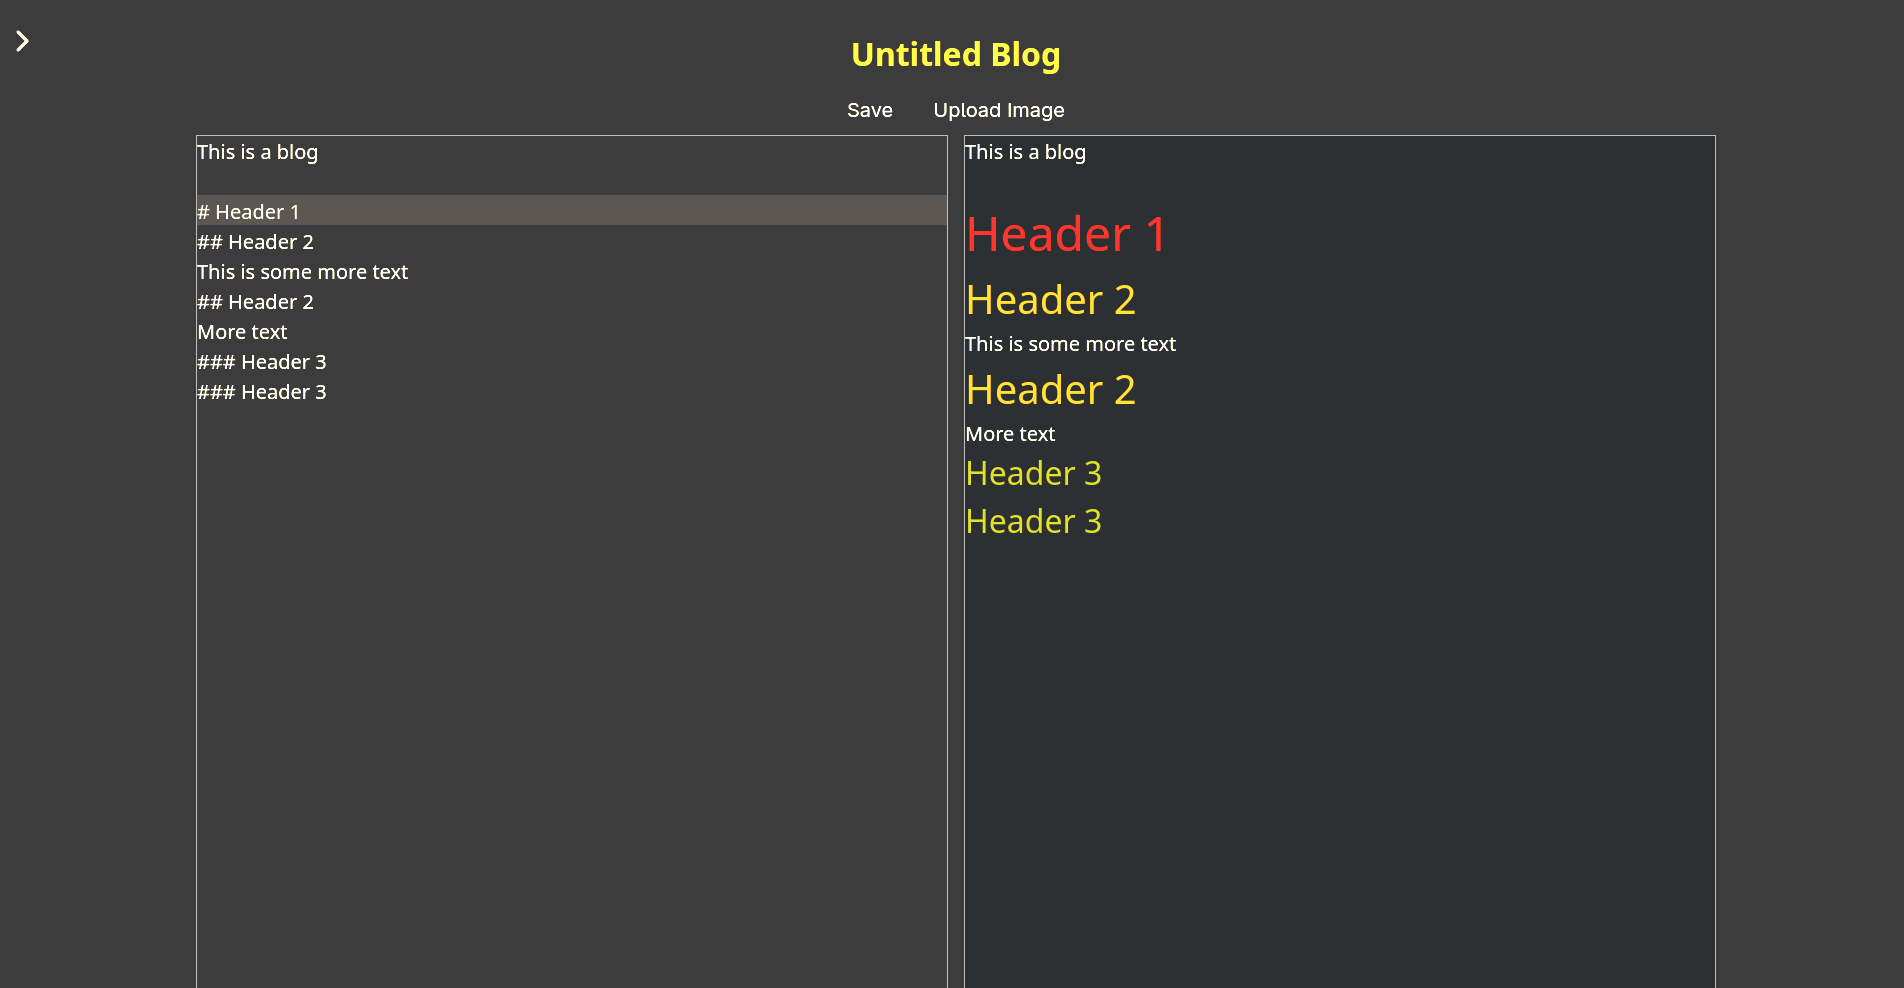 Untitled Blog
Save Upload Image
This is a blog
# Header 1
## Header 2
This is some more text
## Header 2
More text
### Header 3
### Header 3
This is a blog
Header 1
Header 2
This is some more text
Header 2
More text
Header 3
Header 3